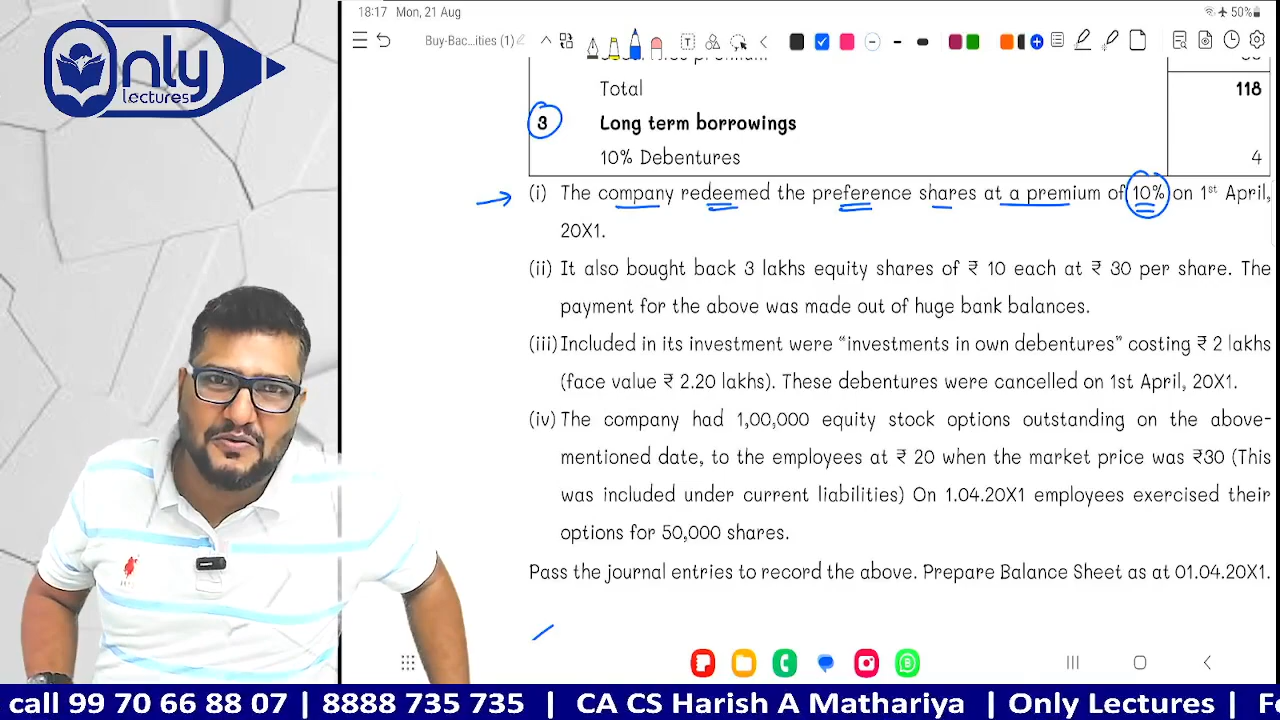 18:17 Mon, 21 Aug
50%
Only
Lectures
Buy-Bac...ities (1)
Total 118
3 Long term borrowings
10% Debentures 4
(i) The company redeemed the preference shares at a premium of 10% on 1st April,
20X1.
(ii) It also bought back 3 lakhs equity shares of ₹ 10 each at ₹ 30 per share. The
payment for the above was made out of huge bank balances.
(iii) Included in its investment were “investments in own debentures” costing ₹ 2 lakhs
(face value ₹ 2.20 lakhs). These debentures were cancelled on 1st April, 20X1.
(iv) The company had 1,00,000 equity stock options outstanding on the above-
mentioned date, to the employees at ₹ 20 when the market price was ₹30 (This
was included under current liabilities) On 1.04.20X1 employees exercised their
options for 50,000 shares.
Pass the journal entries to record the above. Prepare Balance Sheet as at 01.04.20X1.
call 99 70 66 88 07 | 8888 735 735 | CA CS Harish A Mathariya | Only Lectures | F